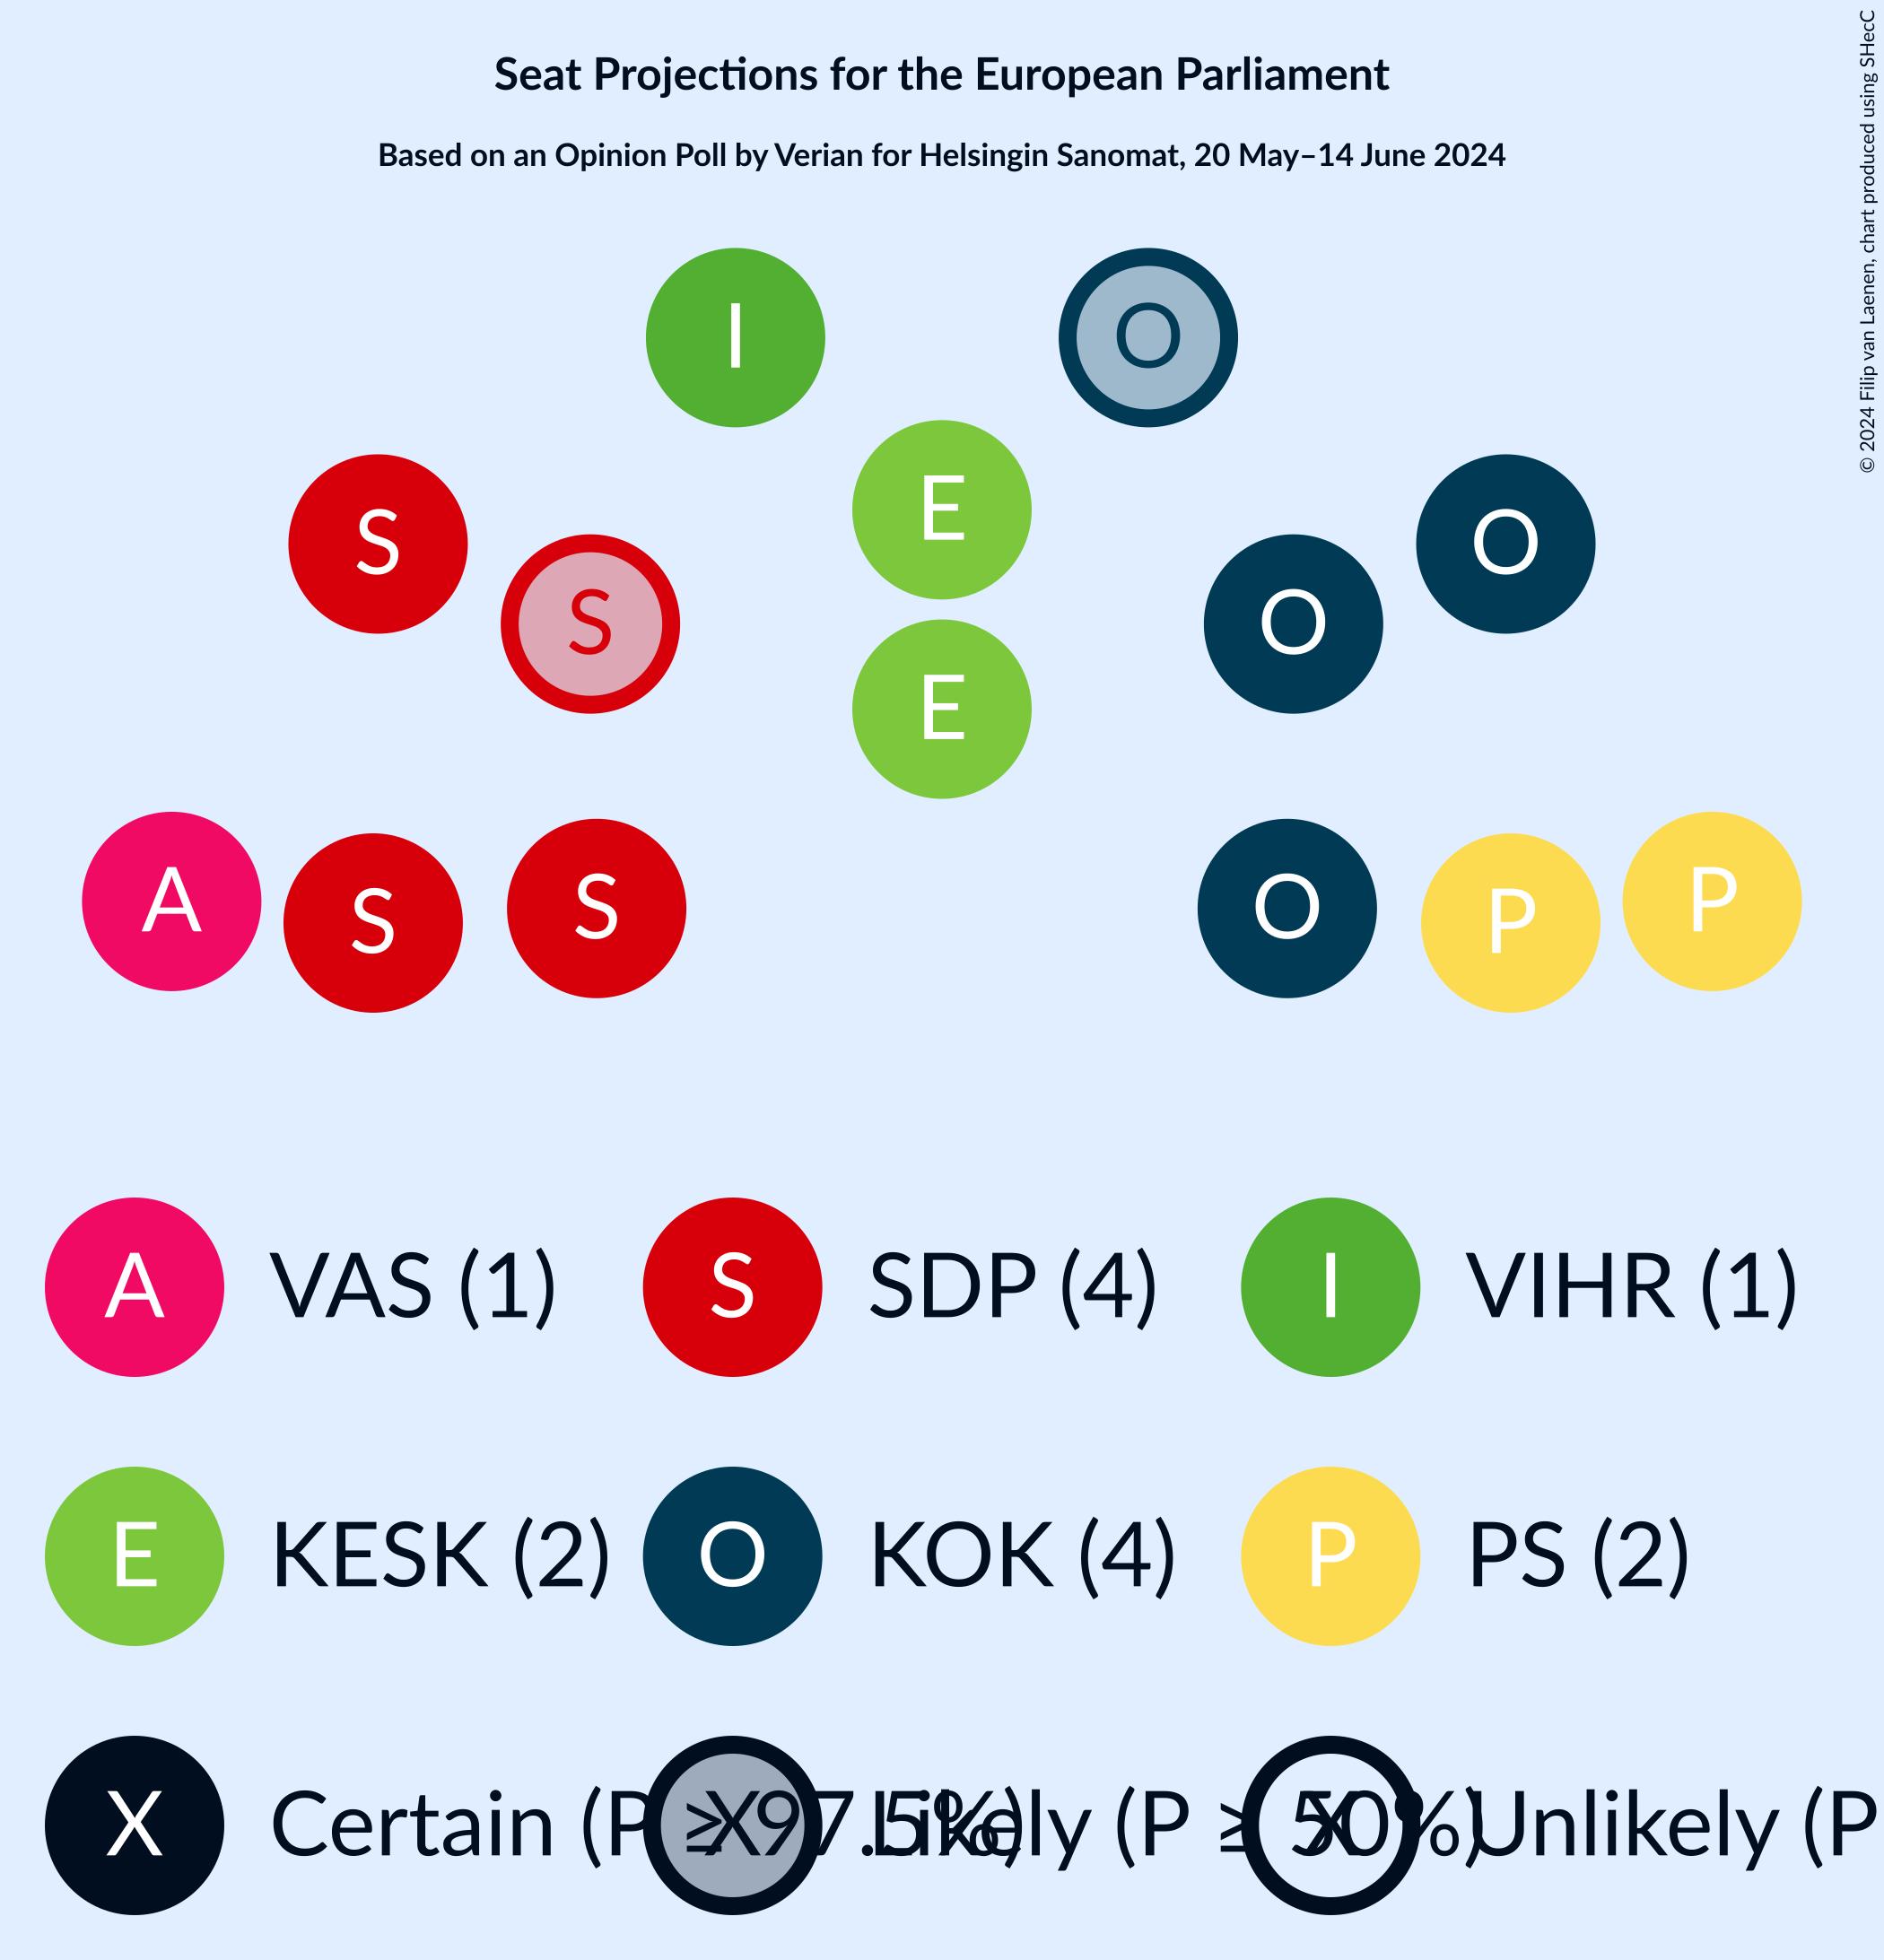 Seat Projections for the European Parliament
Based on an Opinion Poll by Verian for Helsingin Sanomat, 20 May–14 June 2024
© 2024 Filip van Laenen, chart produced using SHecC
I O
E
S O
S O
E
A P
S S O P
A VAS (1) S SDP (4) I VIHR (1)
E KESK (2) O KOK (4) P PS (2)
X Certain (P ≥ 97.5%) X Likely (P ≥ 50%) X Unlikely (P